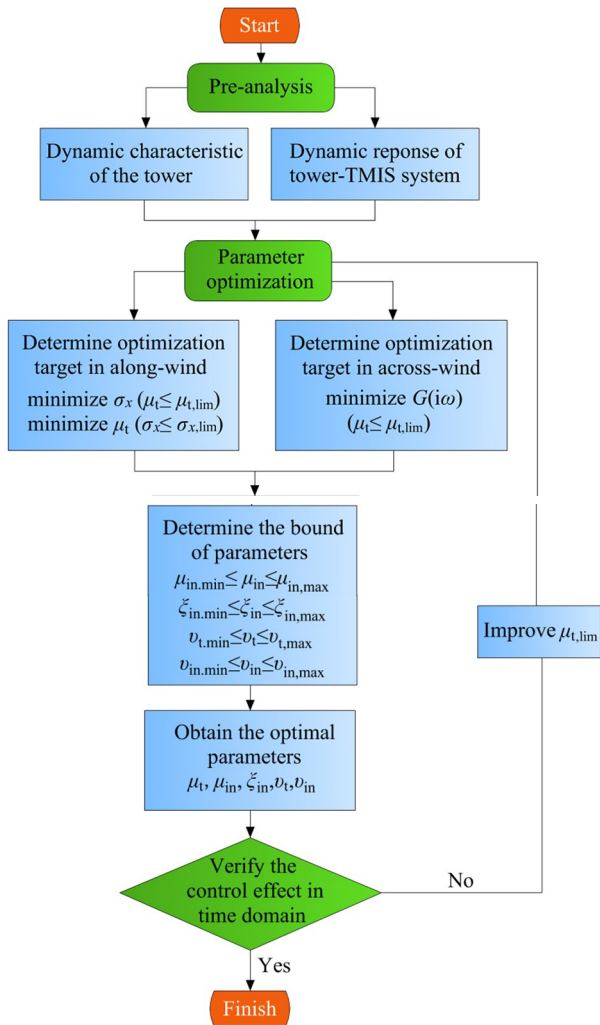 Start
Pre-analysis
Dynamic characteristic
of the tower
Dynamic reponse of
tower-TMIS system
Parameter
optimization
Determine optimization
target in along-wind
minimize σx (μt≤ μt,lim)
minimize μt (σx≤ σx,lim)
Determine optimization
target in across-wind
minimize G(iω)
(μt≤ μt,lim)
Determine the bound
of parameters
μin.min≤ μin≤μin,max
ξin.min≤ξin≤ξin,max
υt.min≤υt≤υt,max
υin.min≤υin≤υin,max
Improve μt,lim
Obtain the optimal
parameters
μt, μin, ξin,υt,υin
Verify the
control effect in
time domain
No
Yes
Finish